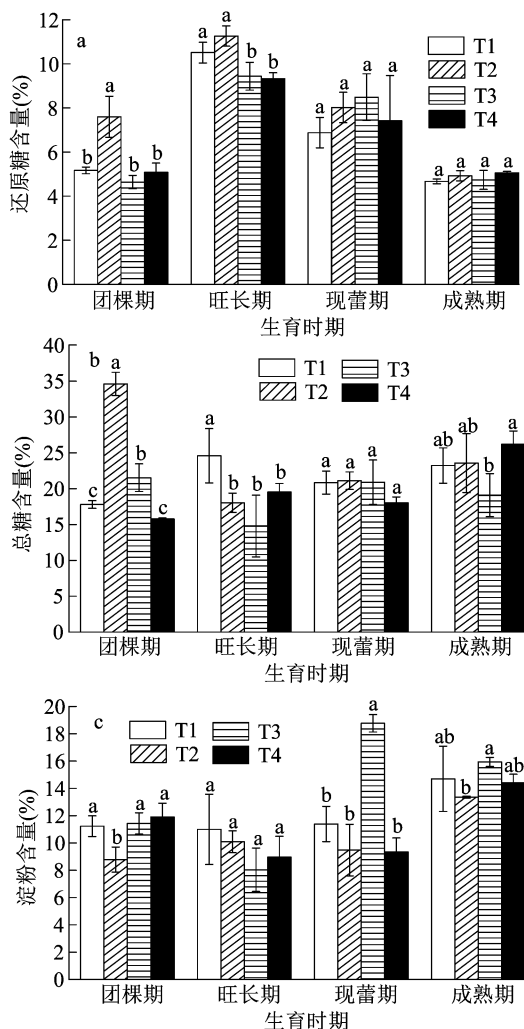 12
10
8
6
4
2
0
还原糖含量(%)
a
T1
T2
T3
T4
b a b b
a a b b
a a a a
a a a a
团棵期 旺长期 现蕾期 成熟期
生育时期
40
35
30
25
20
15
10
5
0
总糖含量(%)
b
T1 T3
T2 T4
c a b c
a b b b
a a a a
ab ab b a
团棵期 旺长期 现蕾期 成熟期
生育时期
20
18
16
14
12
10
8
6
4
2
0
淀粉含量(%)
c
T1 T3
T2 T4
a b a a
a a a a
b b a b
ab b a ab
团棵期 旺长期 现蕾期 成熟期
生育时期